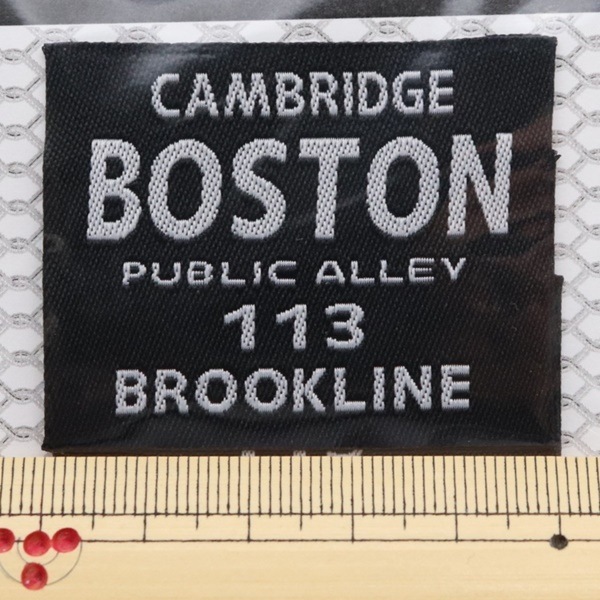 CAMBRIDGE
BOSTON
PUBLIC ALLEY
113
BROOKLINE